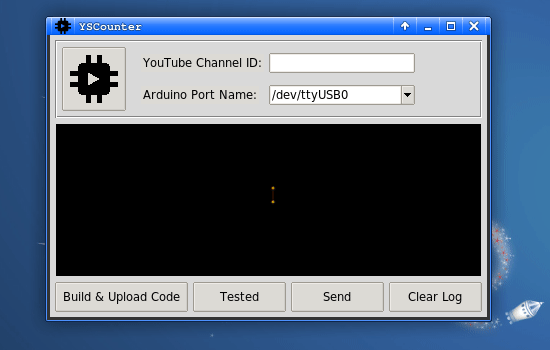 YSCounter
YouTube Channel ID:
Arduino Port Name: /dev/ttyUSB0
Build & Upload Code Tested Send Clear Log